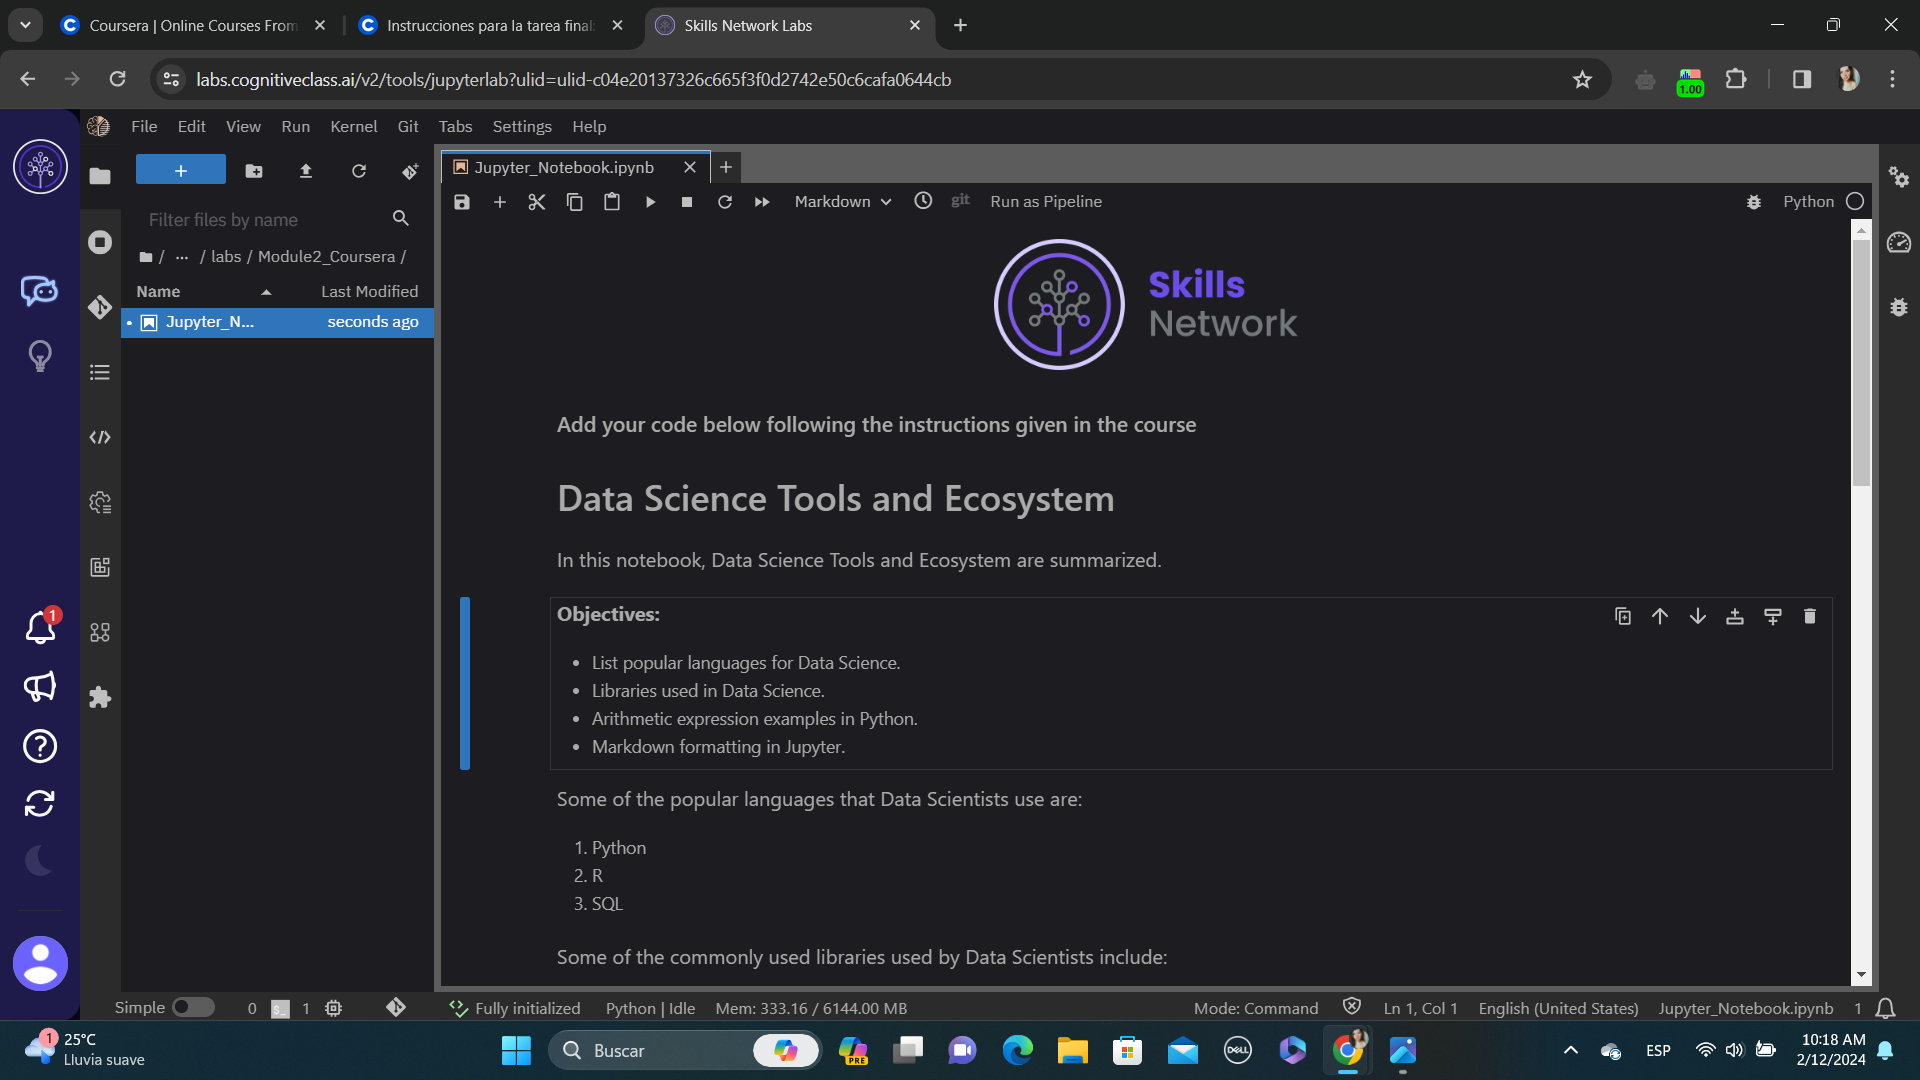 Coursera | Online Courses From
Instrucciones para la tarea final:
Skills Network Labs
labs.cognitiveclass.ai/v2/tools/jupyterlab?ulid=ulid-c04e20137326c665f3f0d2742e50c6cafa0644cb
1.00
File Edit View Run Kernel Git Tabs Settings Help
Jupyter_Notebook.ipynb
Markdown
git
Run as Pipeline
Python
Filter files by name
/ ... / labs / Module2_Coursera /
Name Last Modified
Jupyter_N... seconds ago
Skills
Network
Add your code below following the instructions given in the course
Data Science Tools and Ecosystem
In this notebook, Data Science Tools and Ecosystem are summarized.
Objectives:
• List popular languages for Data Science.
• Libraries used in Data Science.
• Arithmetic expression examples in Python.
• Markdown formatting in Jupyter.
Some of the popular languages that Data Scientists use are:
1. Python
2. R
3. SQL
Some of the commonly used libraries used by Data Scientists include:
1
Simple 0 $_ 1 Fully initialized Python | Idle Mem: 333.16 / 6144.00 MB Mode: Command Ln 1, Col 1 English (United States) Jupyter_Notebook.ipynb 1
1
25°C
Lluvia suave
Buscar
PRE
DELL
ESP
10:18 AM
2/12/2024